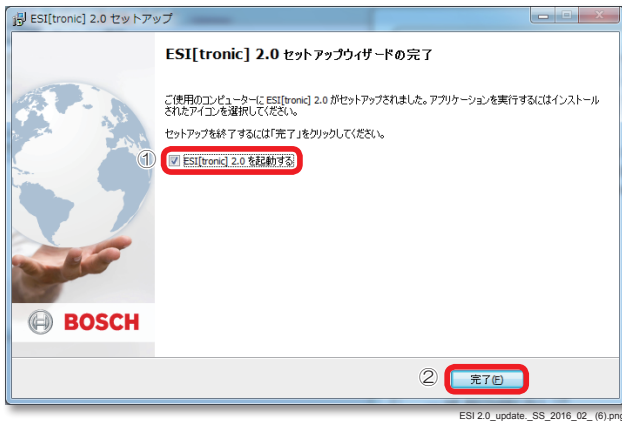 ESI[tronic] 2.0 セットアップ
ESI[tronic] 2.0 セットアップウィザードの完了
ご使用のコンピューターに ESI[tronic] 2.0 がセットアップされました。アプリケーションを実行するにはインストール
されたアイコンを選択してください。
セットアップを終了するには「完了」をクリックしてください。
① ESI[tronic] 2.0 を起動する
BOSCH
② 完了(F)
ESI 2.0_update._SS_2016_02_ (6).png